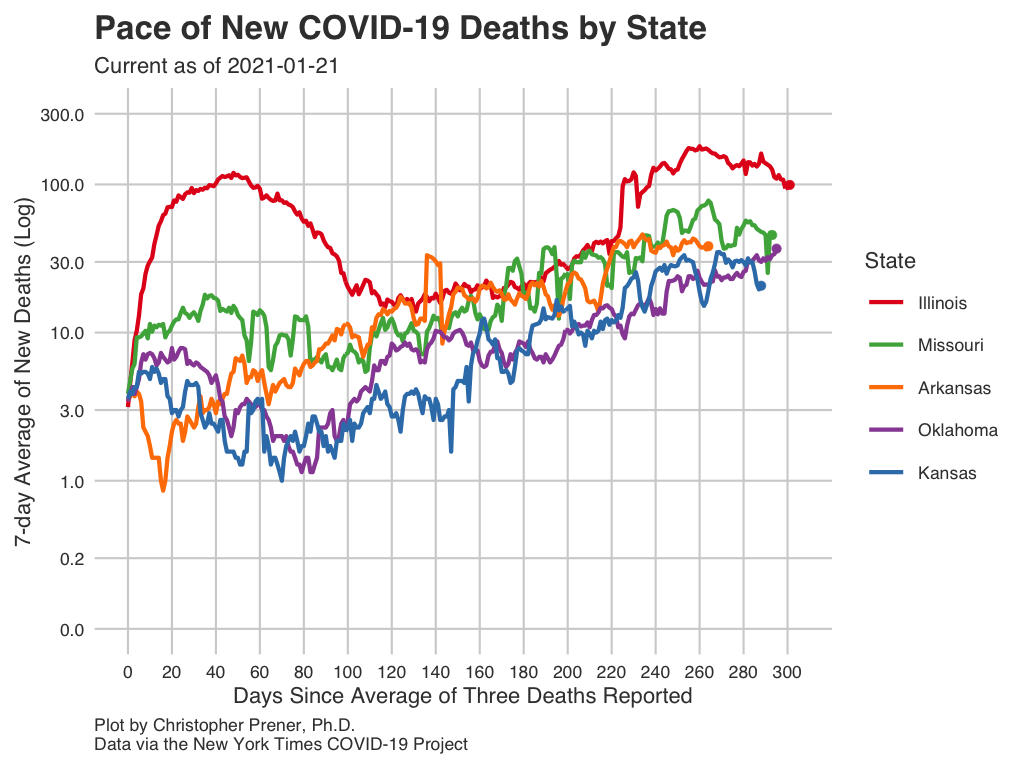 Pace of New COVID-19 Deaths by State
Current as of 2021-01-21
300.0
100.0
30.0
10.0
3.0
1.0
0.2
0.0
7-day Average of New Deaths (Log)
0 20 40 60 80 100 120 140 160 180 200 220 240 260 280 300
Days Since Average of Three Deaths Reported
State
Illinois
Missouri
Arkansas
Oklahoma
Kansas
Plot by Christopher Prener, Ph.D.
Data via the New York Times COVID-19 Project